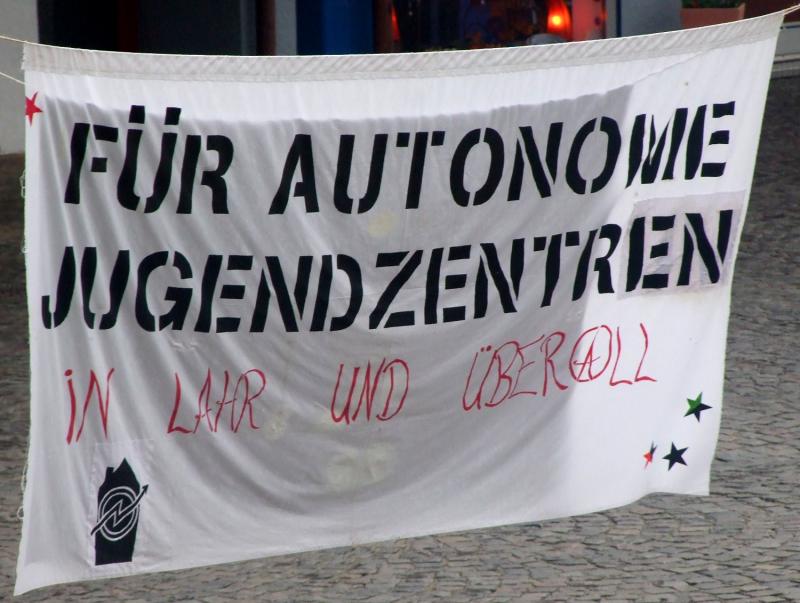 FÜR AUTONOME
JUGENDZENTREN
iN LAHR UND ÜBERALL